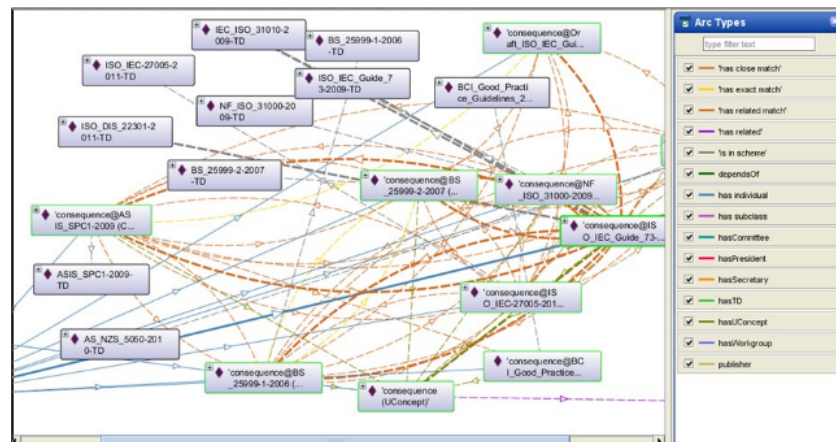 IEC_ISO_31010-2
009-TD
BS_25999-1-2006
-TD
'consequence@Dr
aft_ISO_IEC_Gui...
ISO_IEC-27005-2
011-TD
ISO_IEC_Guide_7
3-2009-TD
BCI_Good_Practi
ce_Guidelines_2...
NF_ISO_31000-20
09-TD
ISO_DIS_22301-2
011-TD
BS_25999-2-2007
-TD
'consequence@BS
_25999-2-2007 (...
'consequence@NF
_ISO_31000-2009...
'consequence@AS
IS_SPC1-2009 (C...
'consequence@IS
O_IEC_Guide_73-...
ASIS_SPC1-2009-
TD
'consequence@IS
O_IEC-27005-201...
AS_NZS_5050-201
0-TD
'consequence@BS
_25999-1-2006 (...
'consequence
(UConcept)'
'consequence@BC
I_Good_Practice...
Arc Types
type filter text
'has close match'
'has exact match'
'has related match'
'has related'
'is in scheme'
dependsOf
has individual
has subclass
hasCommittee
hasPresident
hasSecretary
hasTD
hasUConcept
hasWorkgroup
publisher